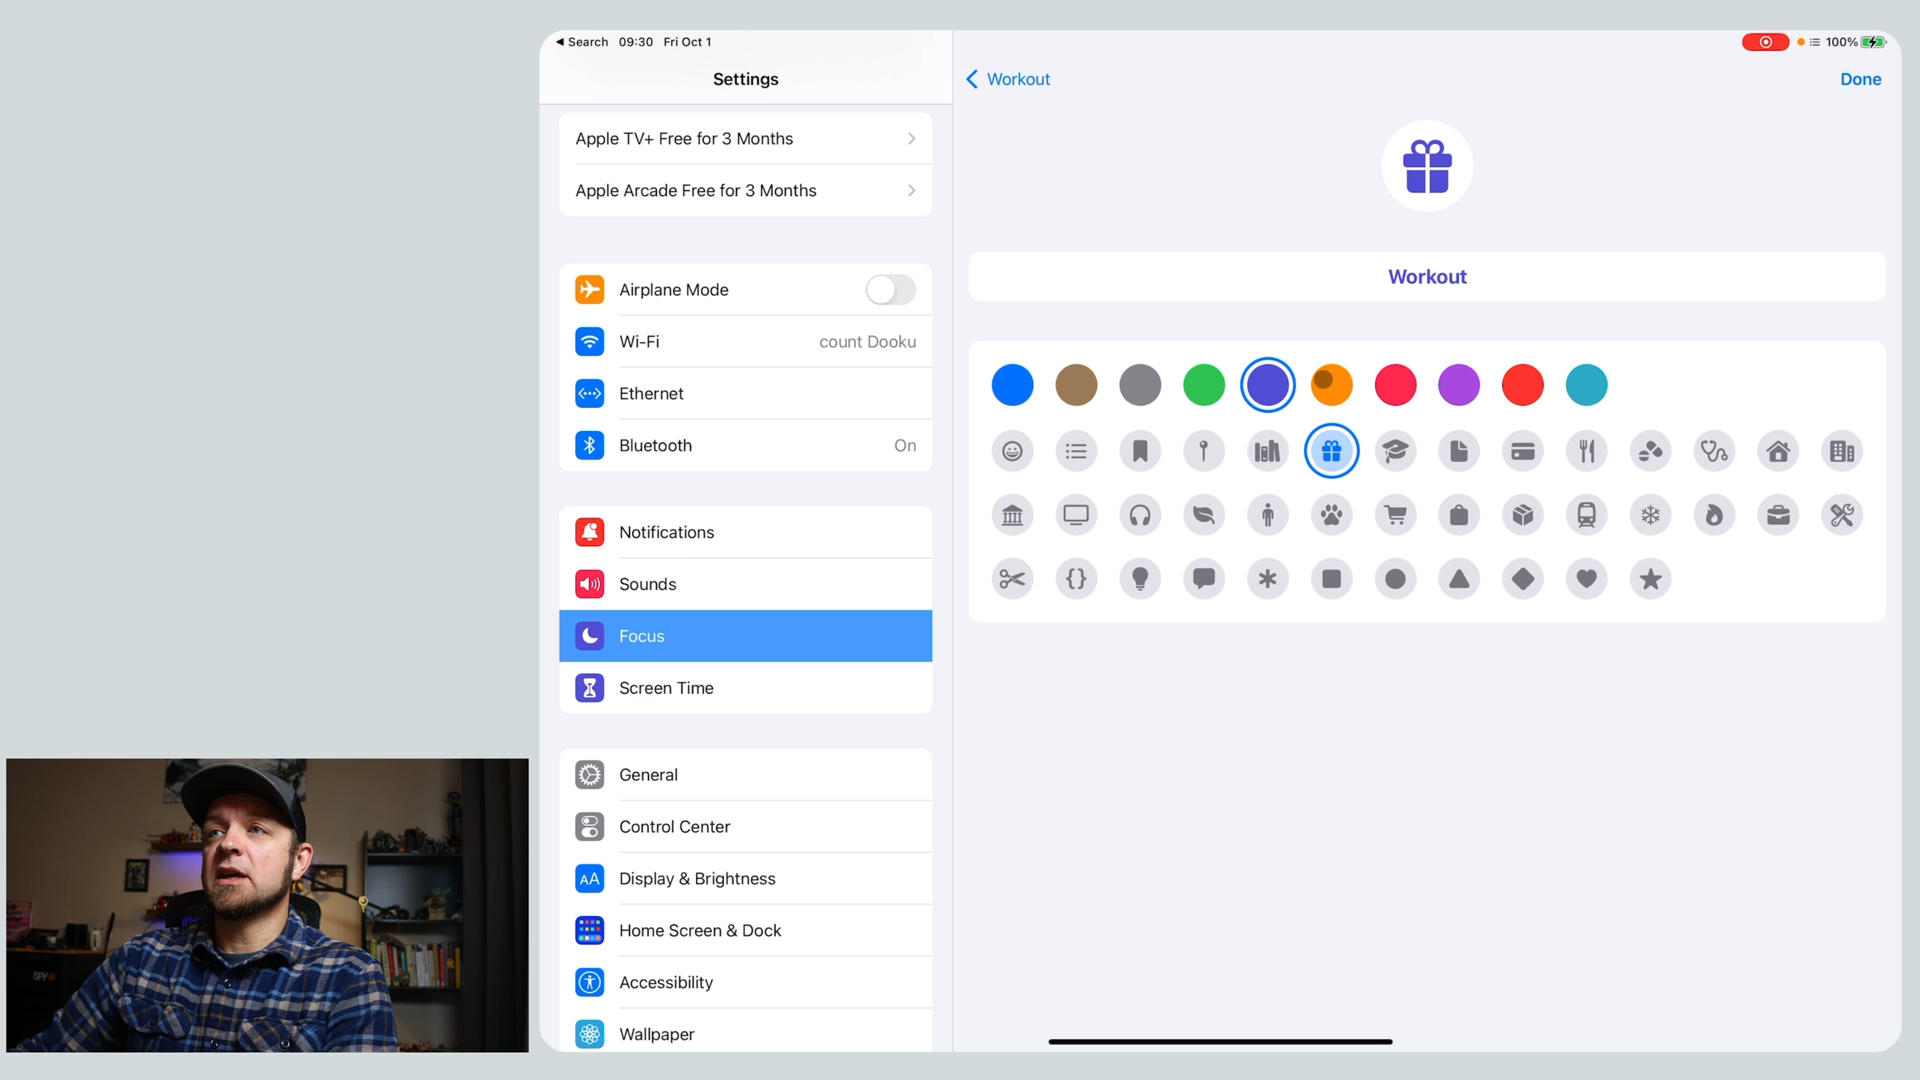 Search 09:30 Fri Oct 1
100%
Settings
Workout
Done
Apple TV+ Free for 3 Months
Apple Arcade Free for 3 Months
Airplane Mode
Wi-Fi count Dooku
Ethernet
Bluetooth On
Notifications
Sounds
Focus
Screen Time
General
Control Center
AA Display & Brightness
Home Screen & Dock
Accessibility
Wallpaper
Workout
{}
SPY